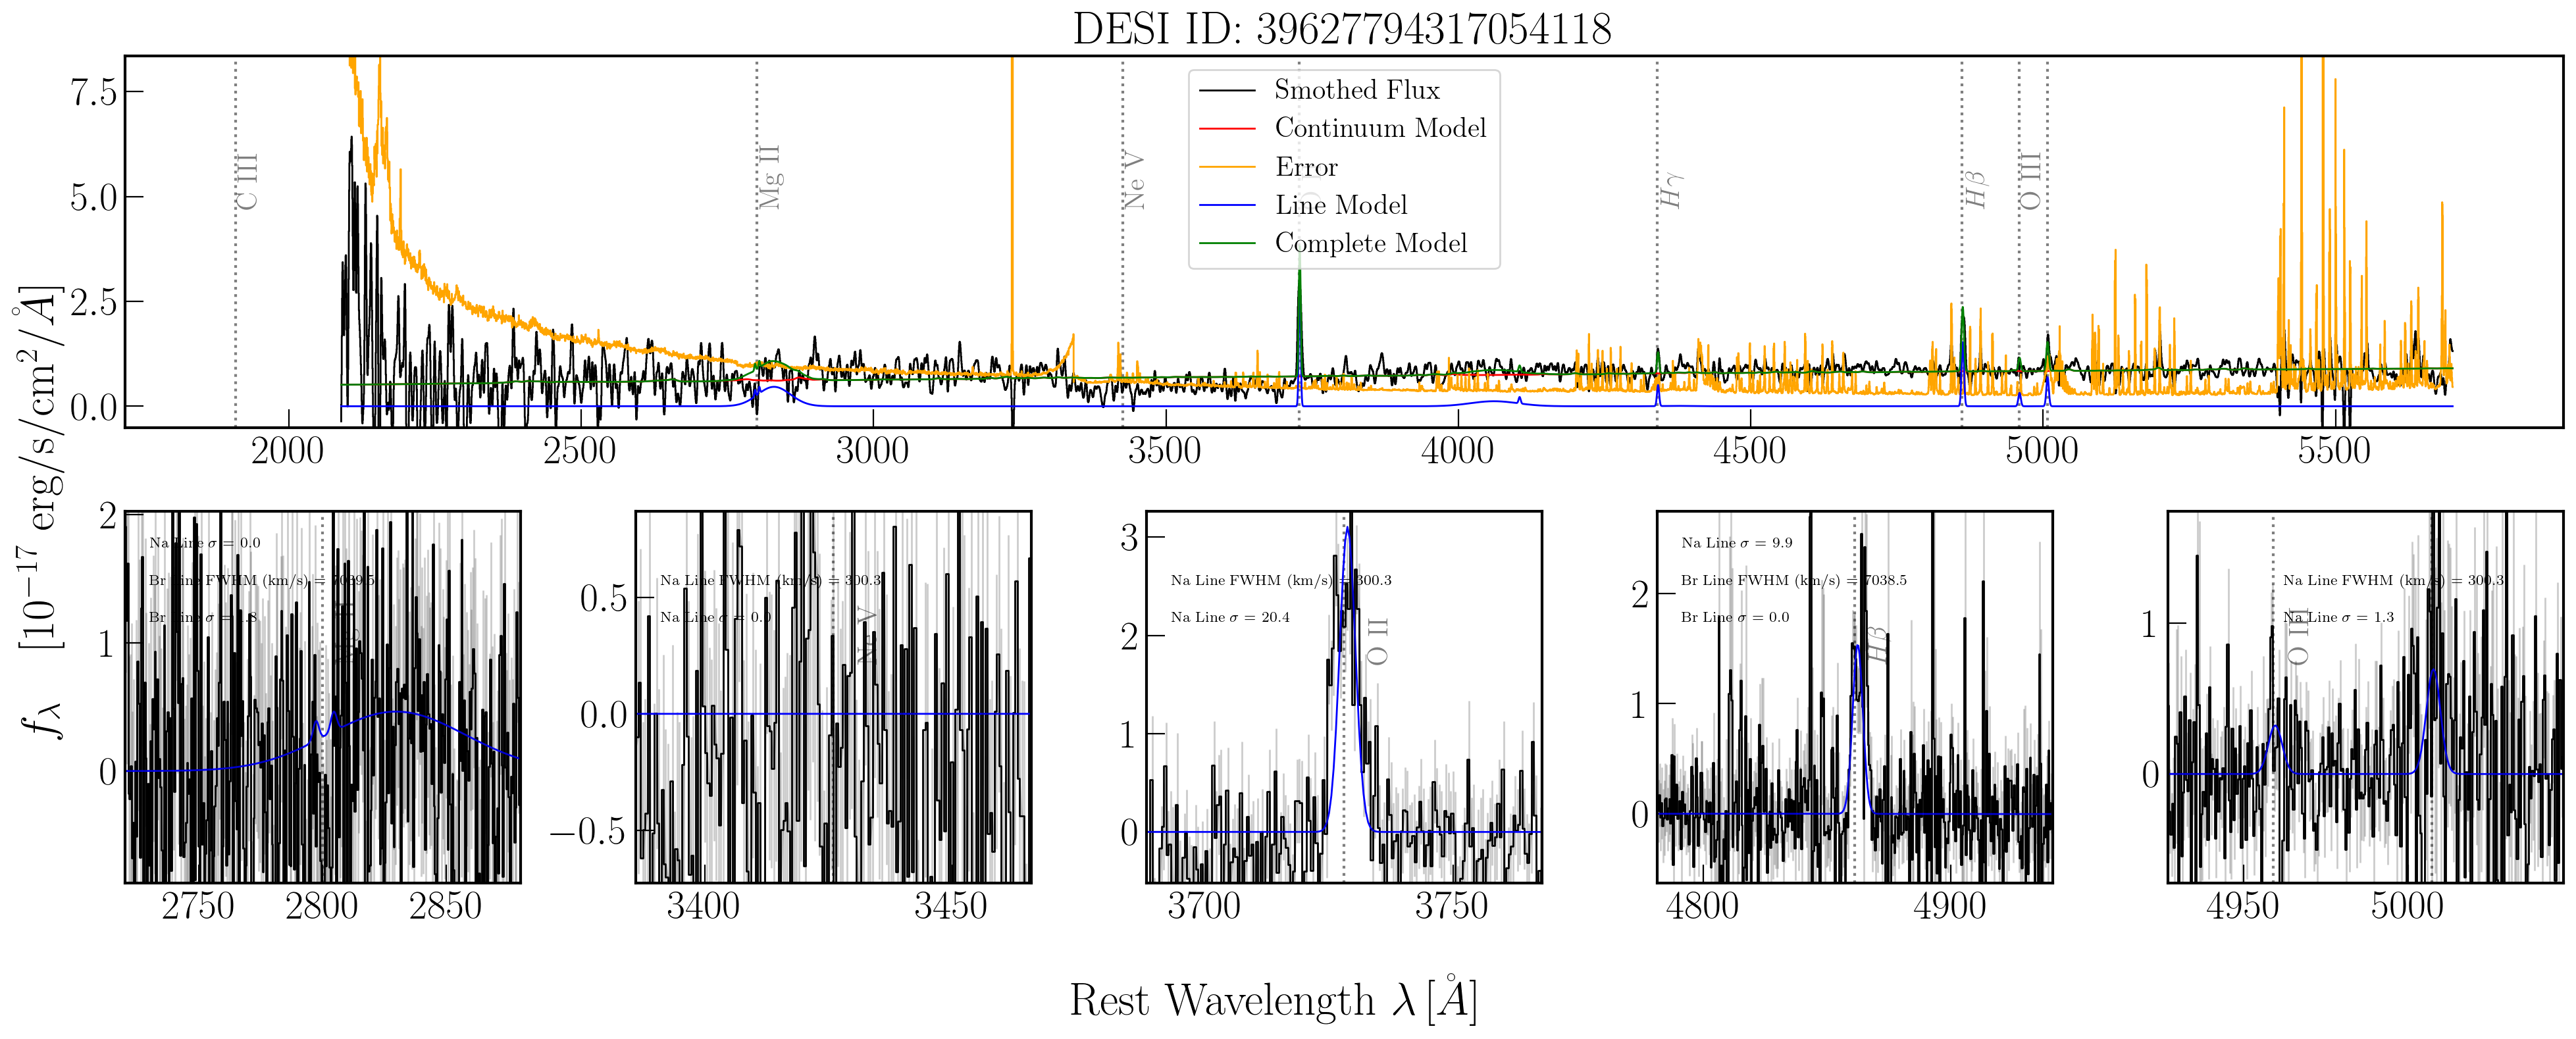 DESI ID: 39627794317054118
7.5
5.0
2.5
0.0
C III
Mg II
Ne V
Hγ
Hβ
O III
Smothed Flux
Continuum Model
Error
Line Model
Complete Model
2000 2500 3000 3500 4000 4500 5000 5500
f_λ [10^{-17} erg/s/cm^2/Å]
2
1
0
Na Line σ = 0.0
Br Line FWHM (km/s) =
Br Line σ =
2750 2800 2850
0.5
0.0
−0.5
Na Line FWHM (km/s) = 300.3
Na Line σ = 0.0
Ne V
3400 3450
3
2
1
0
Na Line FWHM (km/s) = 300.3
Na Line σ = 20.4
O II
3700 3750
2
1
0
Na Line σ = 9.9
Br Line FWHM (km/s) = 7038.5
Br Line σ = 0.0
Hβ
4800 4900
1
0
Na Line FWHM (km/s) = 300.3
Na Line σ = 1.3
O III
4950 5000
Rest Wavelength λ [Å]